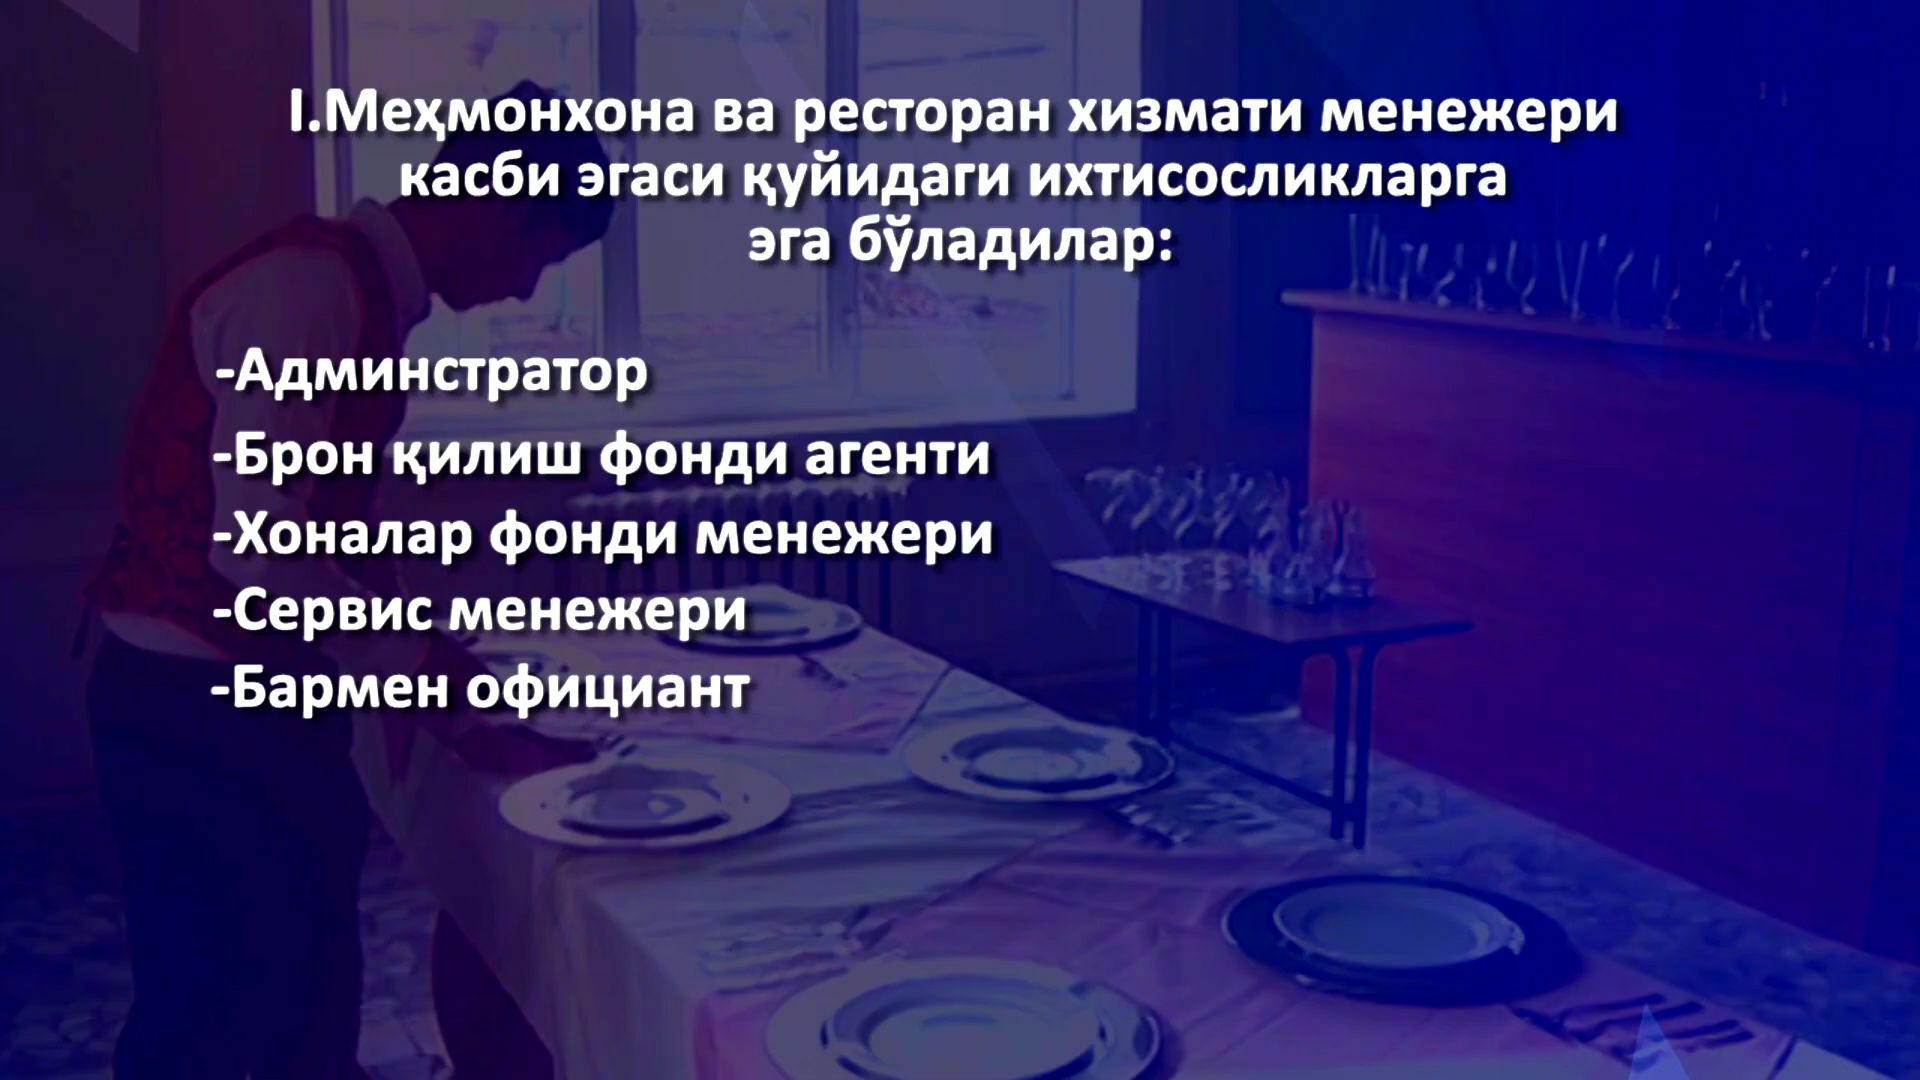 I.Меҳмонхона ва ресторан хизмати менежери
касби эгаси қуйидаги ихтисосликларга
эга бўладилар:
-Админстратор
-Брон қилиш фонди агенти
-Хоналар фонди менежери
-Сервис менежери
-Бармен официант